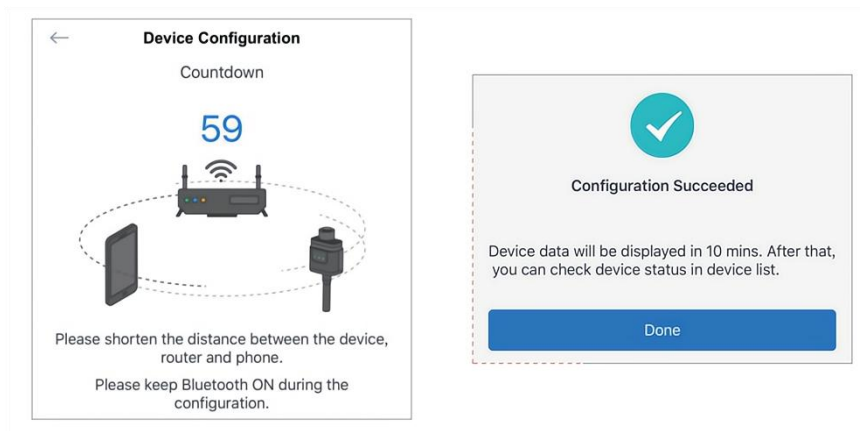 Device Configuration
Countdown
59
Please shorten the distance between the device,
router and phone.
Please keep Bluetooth ON during the
configuration.
Configuration Succeeded
Device data will be displayed in 10 mins. After that,
you can check device status in device list.
Done